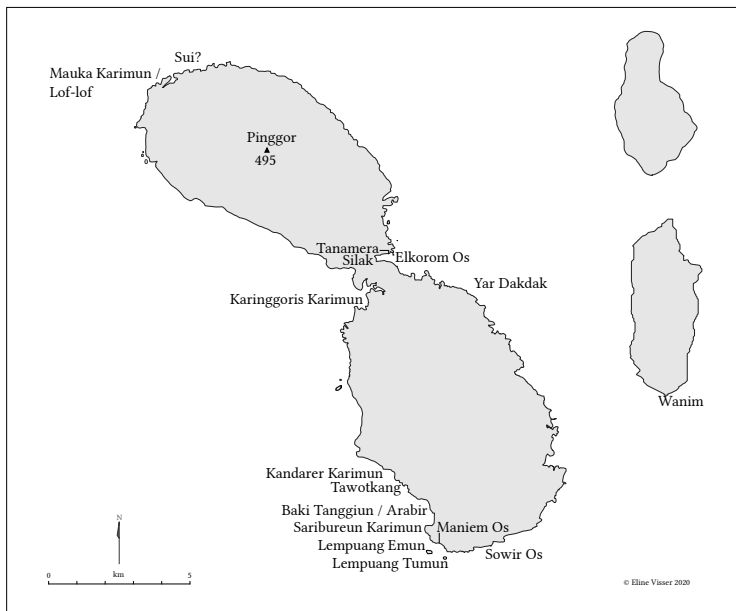 Sui?
Mauka Karimun /
Lof-lof
Pinggor
495
Tanamera
Elkorom Os
Silak
Yar Dakdak
Karinggoris Karimun
Wanim
Kandarer Karimun
Tawotkang
Baki Tanggiun / Arabir
Saribureun Karimun
Maniem Os
Lempuang Emun
Sowir Os
Lempuang Tumun
N
km
0 5
© Eline Visser 2020